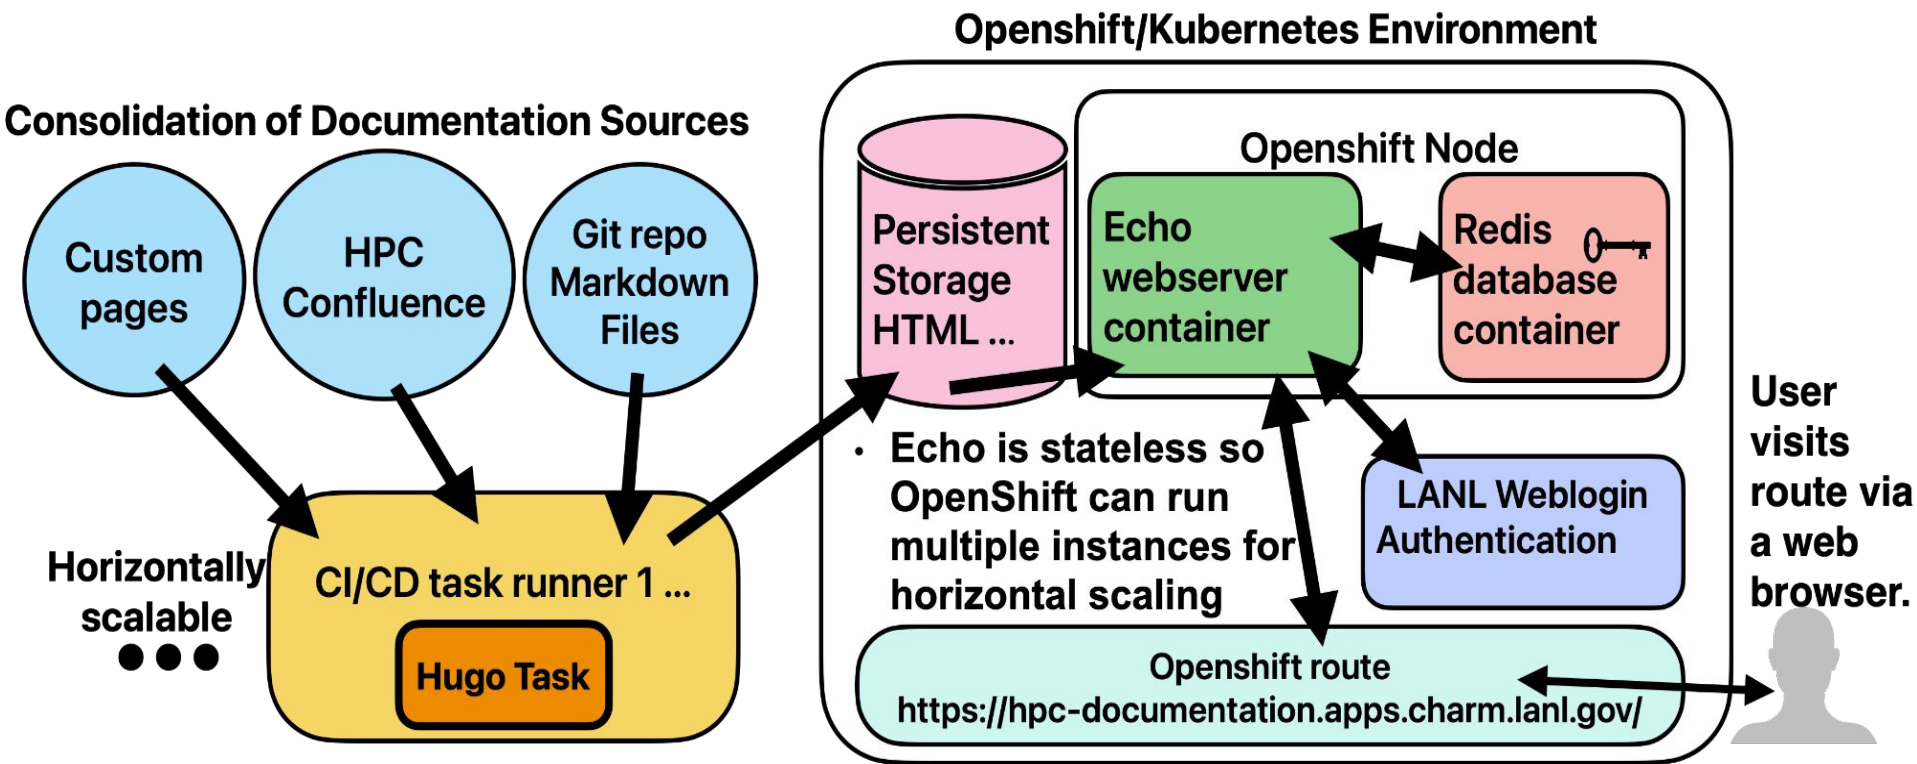 Openshift/Kubernetes Environment
Consolidation of Documentation Sources
Custom
pages
HPC
Confluence
Git repo
Markdown
Files
Horizontally
scalable
CI/CD task runner 1 ...
Hugo Task
Persistent
Storage
HTML ...
Openshift Node
Echo
webserver
container
Redis
database
container
• Echo is stateless so
OpenShift can run
multiple instances for
horizontal scaling
LANL Weblogin
Authentication
Openshift route
https://hpc-documentation.apps.charm.lanl.gov/
User
visits
route via
a web
browser.